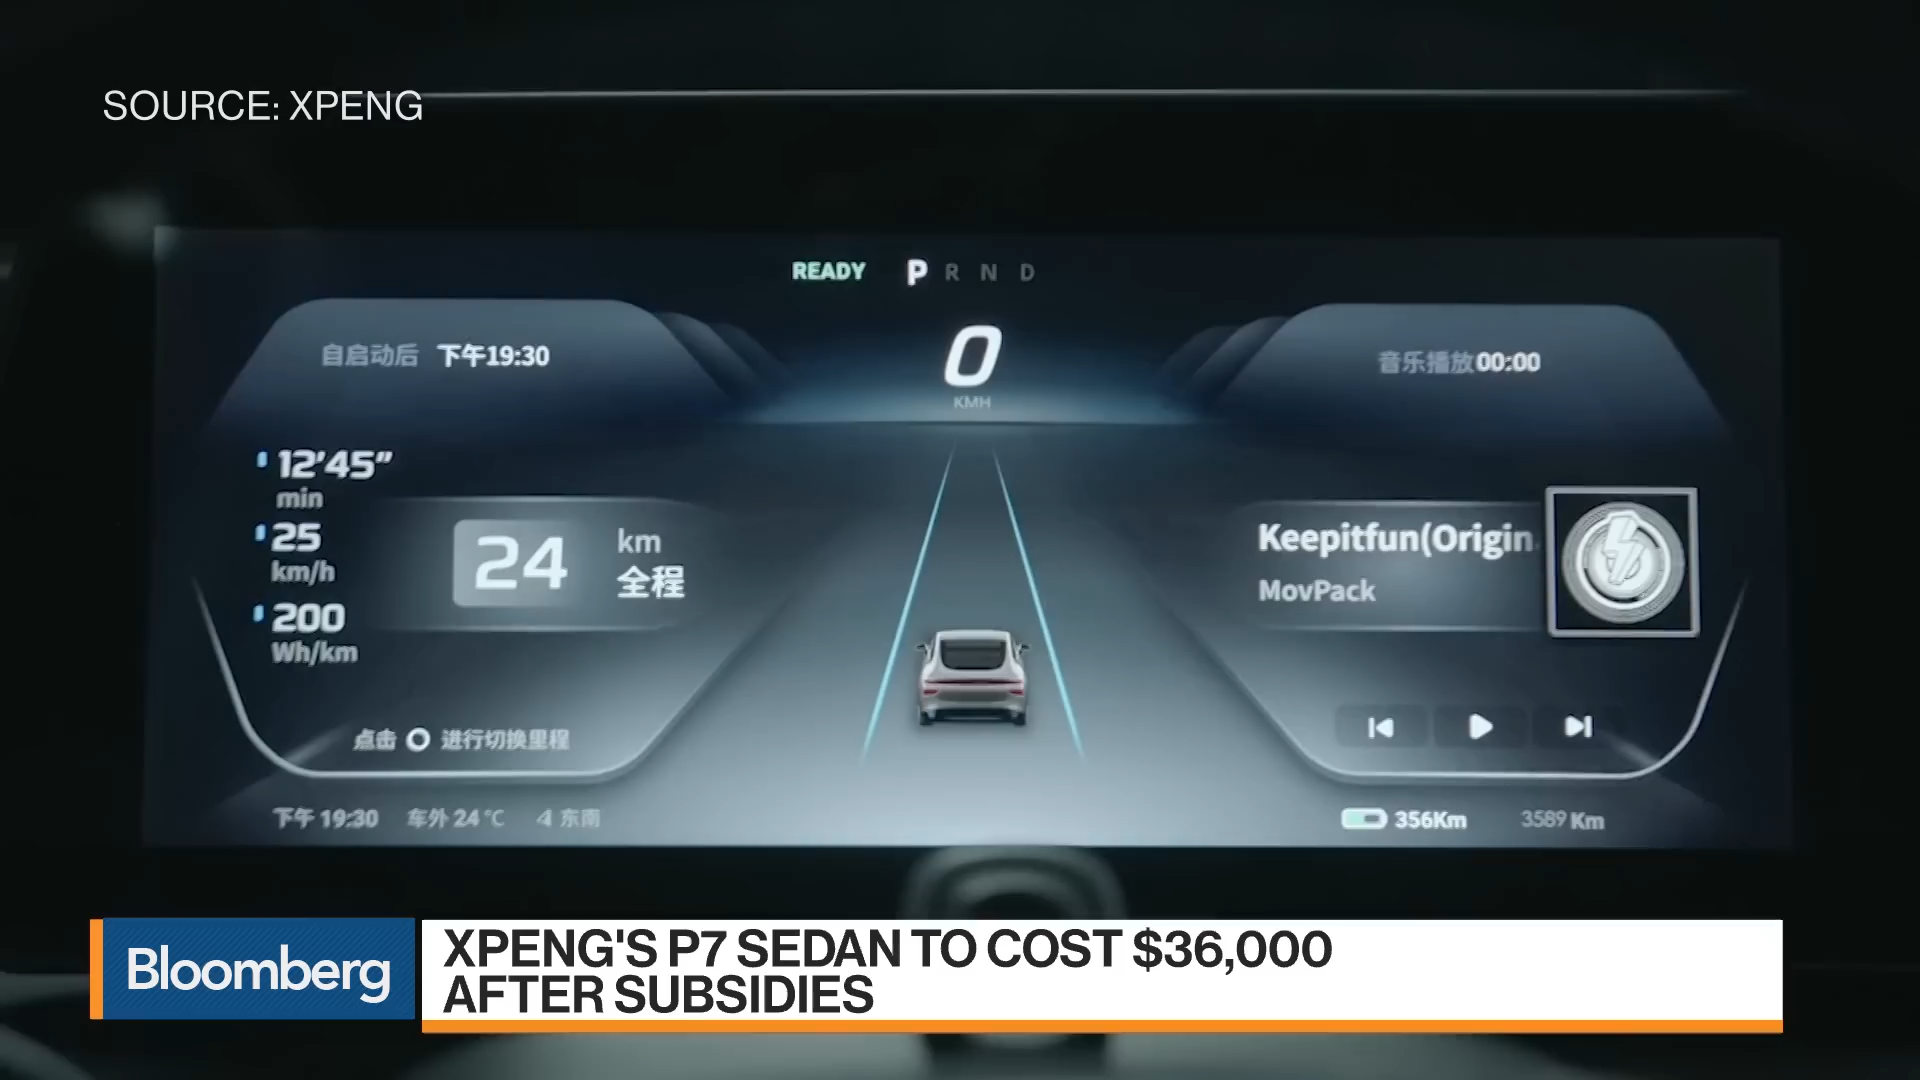 SOURCE: XPENG
READY P R N D
0
KMH
自启动后 下午19:30
音乐播放00:00
12'45"
min
25
km/h
200
Wh/km
24 km
全程
Keepitfun(Origin
MovPack
点击 进行切换里程
下午 19:30 车外 24°C 东南
356Km 3589 Km
Bloomberg
XPENG'S P7 SEDAN TO COST $36,000
AFTER SUBSIDIES